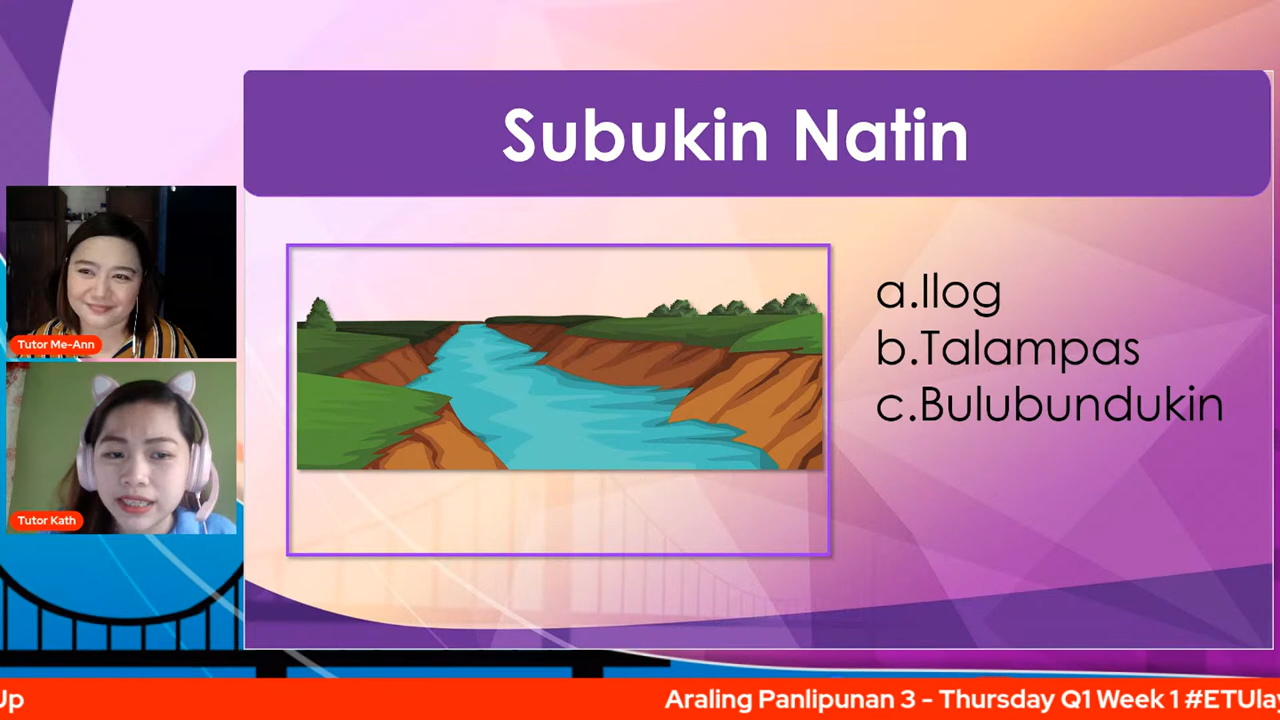 Subukin Natin
a.Ilog
b.Talampas
c.Bulubundukin
Tutor Me-Ann
Tutor Kath
Up
Araling Panlipunan 3 - Thursday Q1 Week 1 #ETUlay